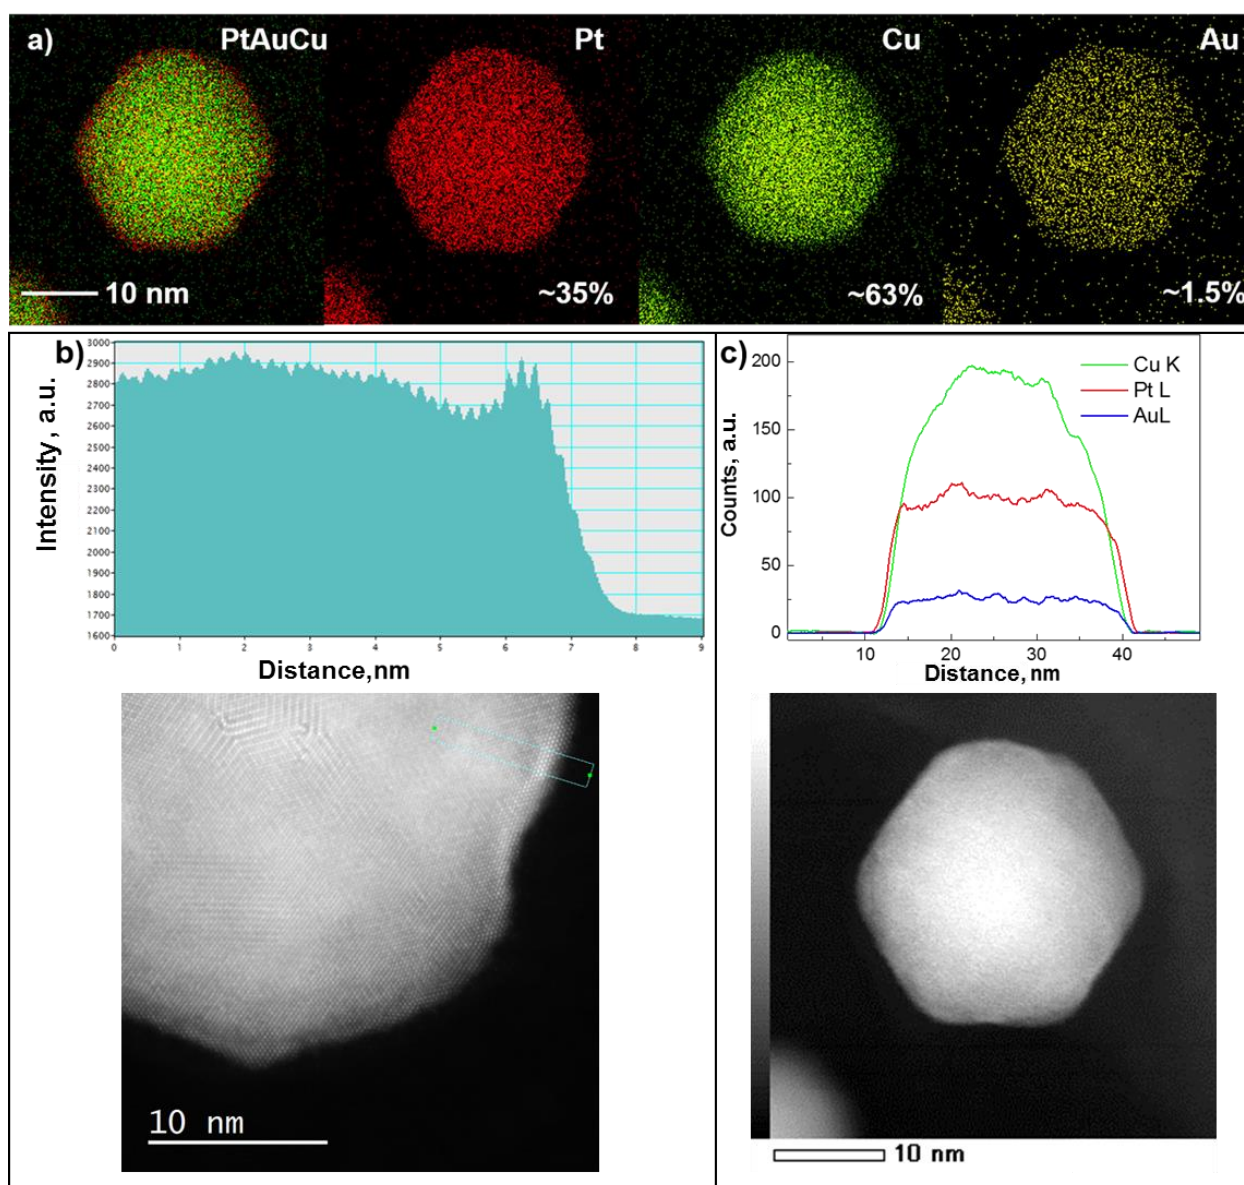 a) PtAuCu Pt Cu Au
10 nm ~35% ~63% ~1.5%
b)
3000
2900
2800
2700
2600
2500
2400
2300
2200
2100
2000
1900
1800
1700
1600
Intensity, a.u.
0 1 2 3 4 5 6 7 8 9
Distance,nm
10 nm
c)
200
150
100
50
0
Counts, a.u.
Cu K
Pt L
AuL
10 20 30 40
Distance, nm
10 nm